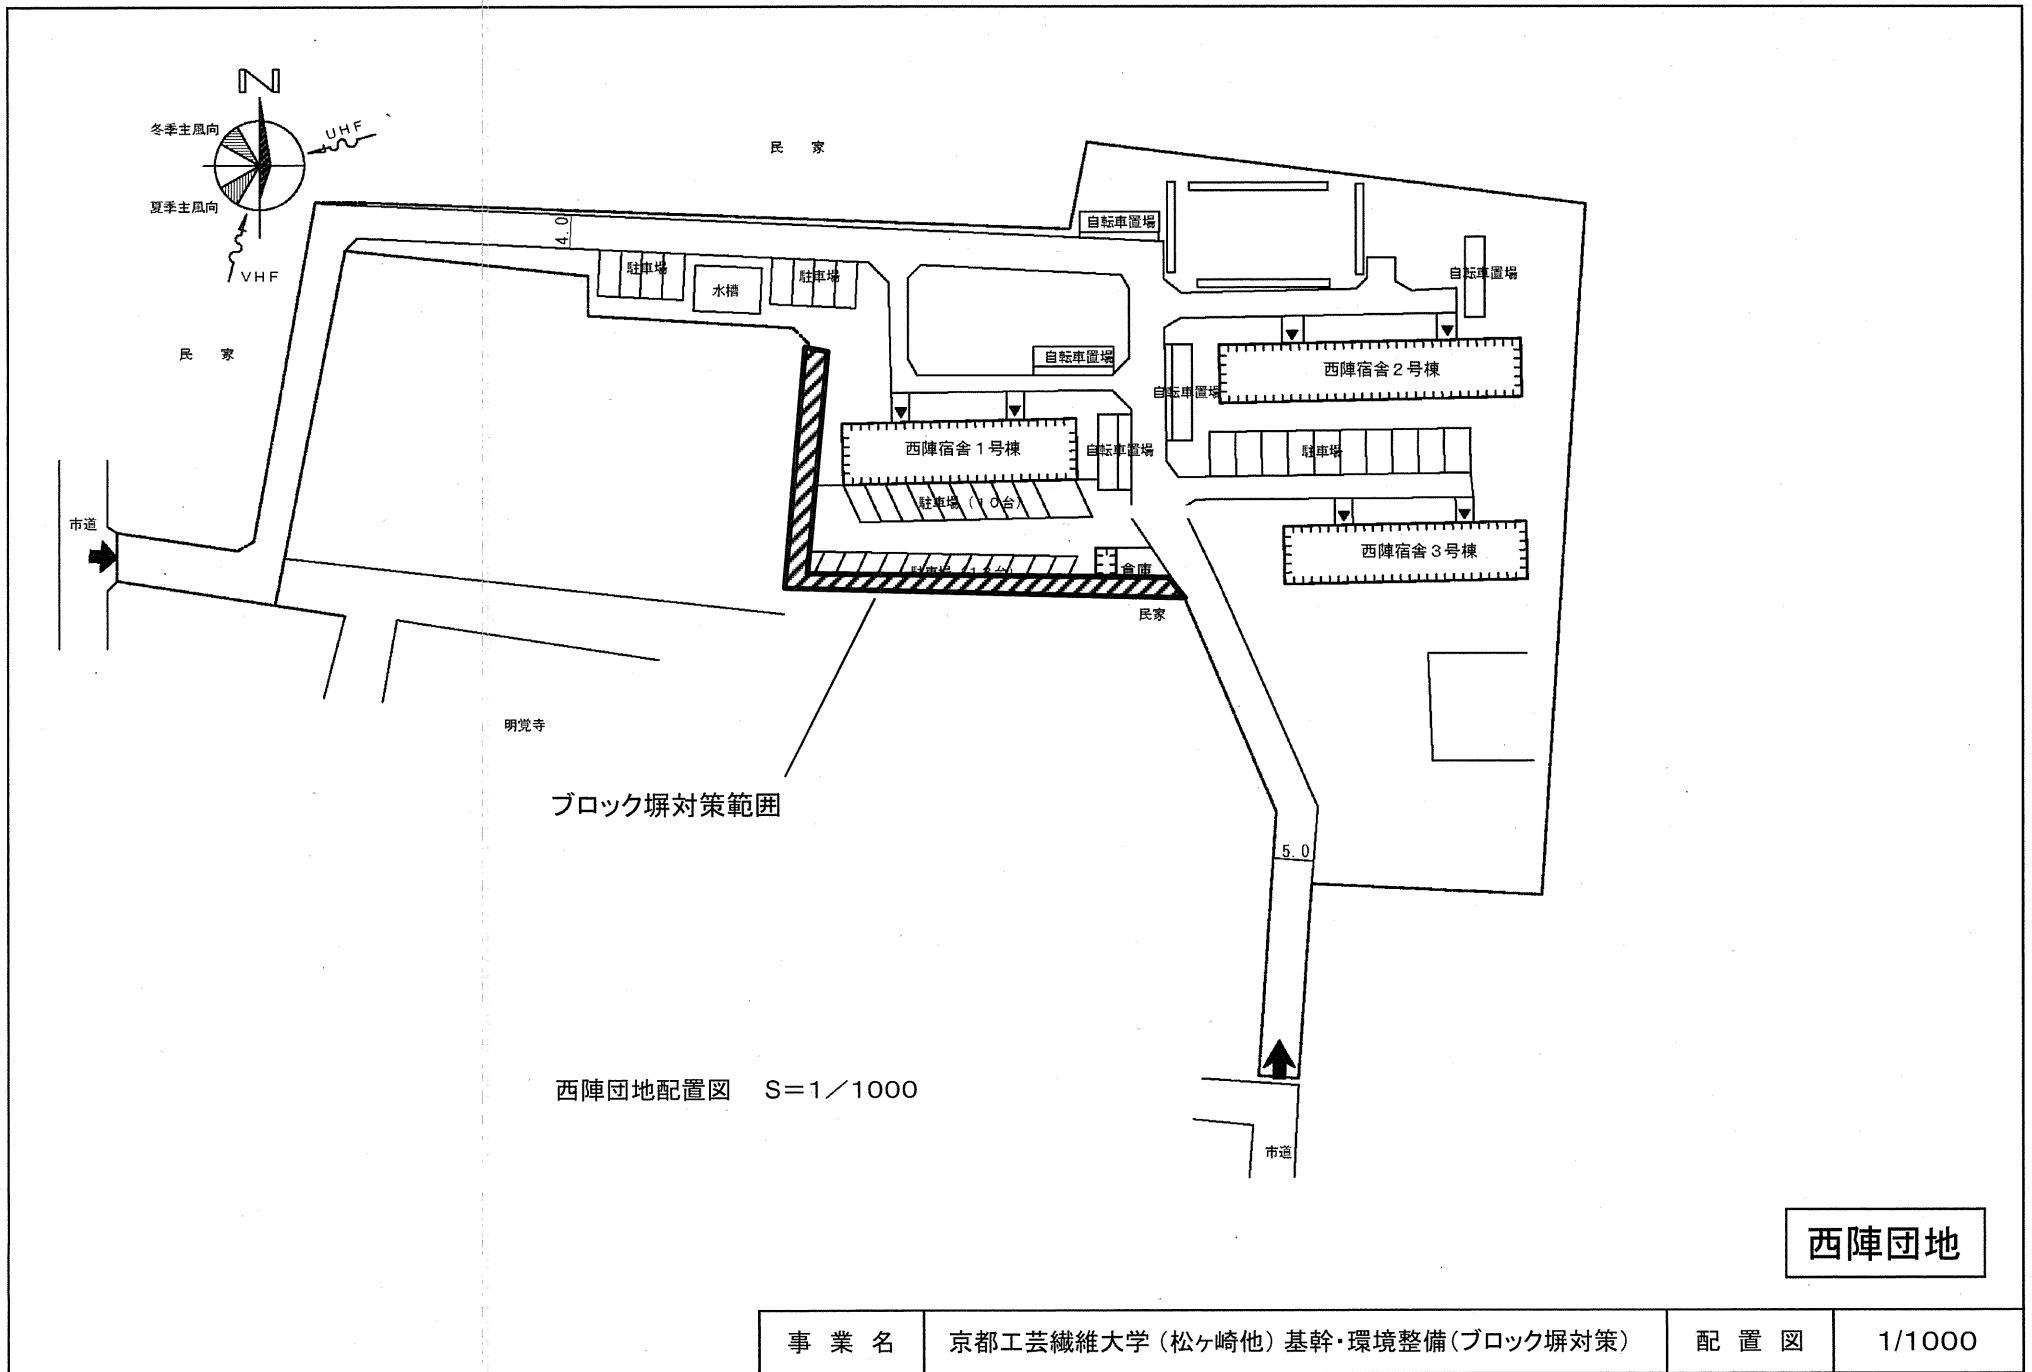 N
冬季主風向
UHF
夏季主風向
VHF
民 家
4.0
自転車置場
駐車場
駐車場
水槽
自転車置場
民 家
自転車置場
西陣宿舎2号棟
自転車置場
西陣宿舎1号棟
自転車置場
駐車場
駐車場(10台)
市道
西陣宿舎3号棟
倉庫
民家
明覚寺
ブロック塀対策範囲
5.0
西陣団地配置図 S=1/1000
市道
西陣団地
事 業 名 京都工芸繊維大学(松ヶ崎他)基幹・環境整備(ブロック塀対策) 配 置 図 1/1000